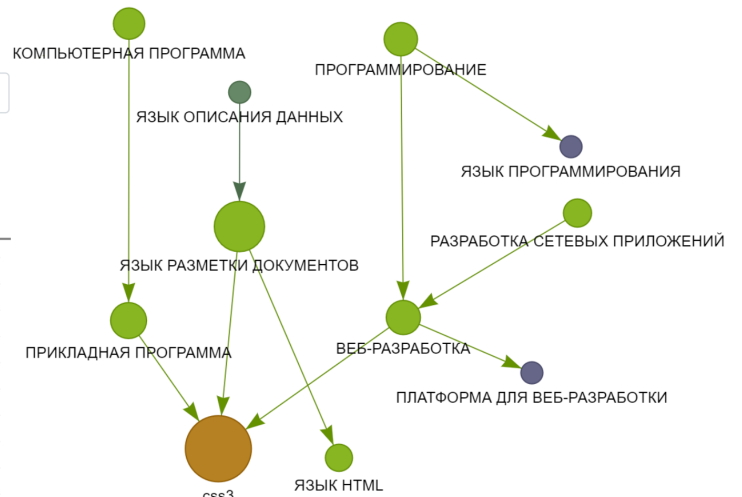 КОМПЬЮТЕРНАЯ ПРОГРАММА
ПРОГРАММИРОВАНИЕ
ЯЗЫК ОПИСАНИЯ ДАННЫХ
ЯЗЫК ПРОГРАММИРОВАНИЯ
РАЗРАБОТКА СЕТЕВЫХ ПРИЛОЖЕНИЙ
ЯЗЫК РАЗМЕТКИ ДОКУМЕНТОВ
ПРИКЛАДНАЯ ПРОГРАММА
ВЕБ-РАЗРАБОТКА
ПЛАТФОРМА ДЛЯ ВЕБ-РАЗРАБОТКИ
ЯЗЫК HTML
css3